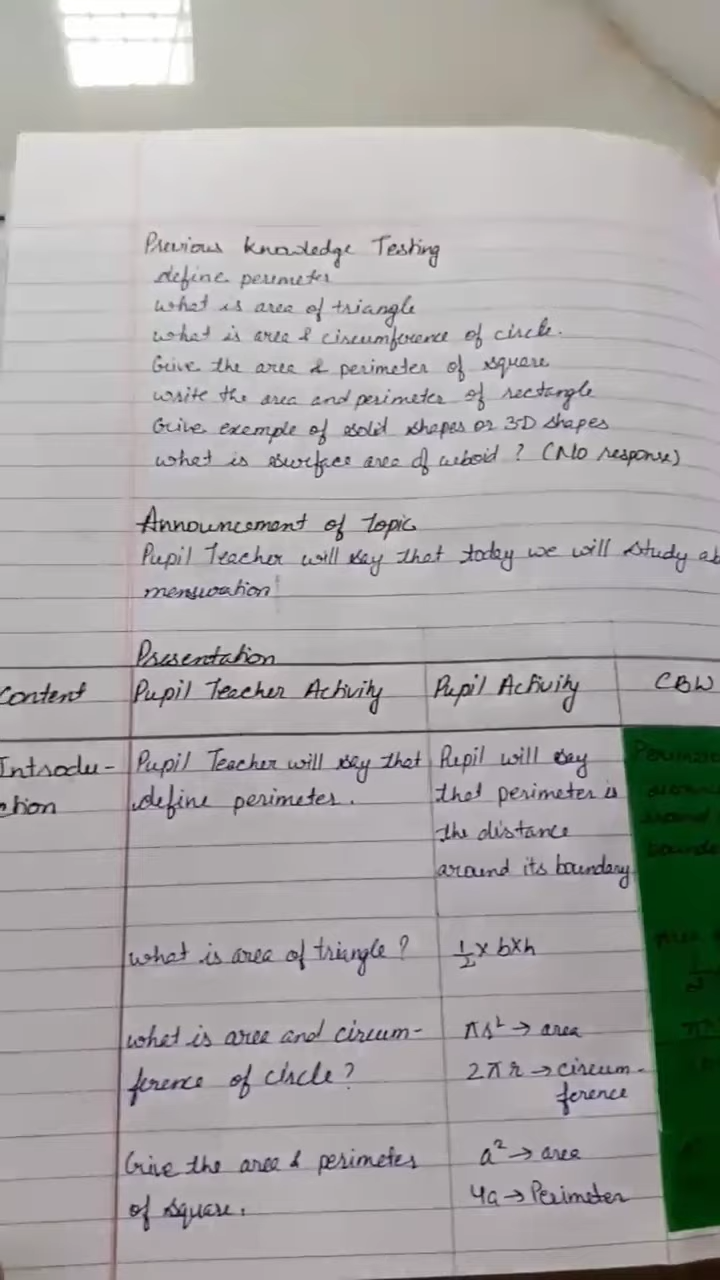 Previous Knowledge Testing
define perimeter
what is area of triangle
what is area & circumference of circle.
Give the area & perimeter of square
write the area and perimeter of rectangle
Give exemple of solid shapes or 3-D shapes
what is surface area of cuboid ? (No response)
Announcement of topic
Pupil Teacher will say that today we will study ab
mensuration
Presentation
Content Pupil Teacher Activity Pupil Activity CBW
Introdu- Pupil Teacher will say that Pupil will say
ction define perimeter. that perimeter is
the distance
around its boundary
what is area of triangle? 1/2 × b×h
what is area and circum- πr² → area
ference of circle? 2πr → circum-
ference
Give the area & perimeter a² → area
of square. 4a → Perimeter